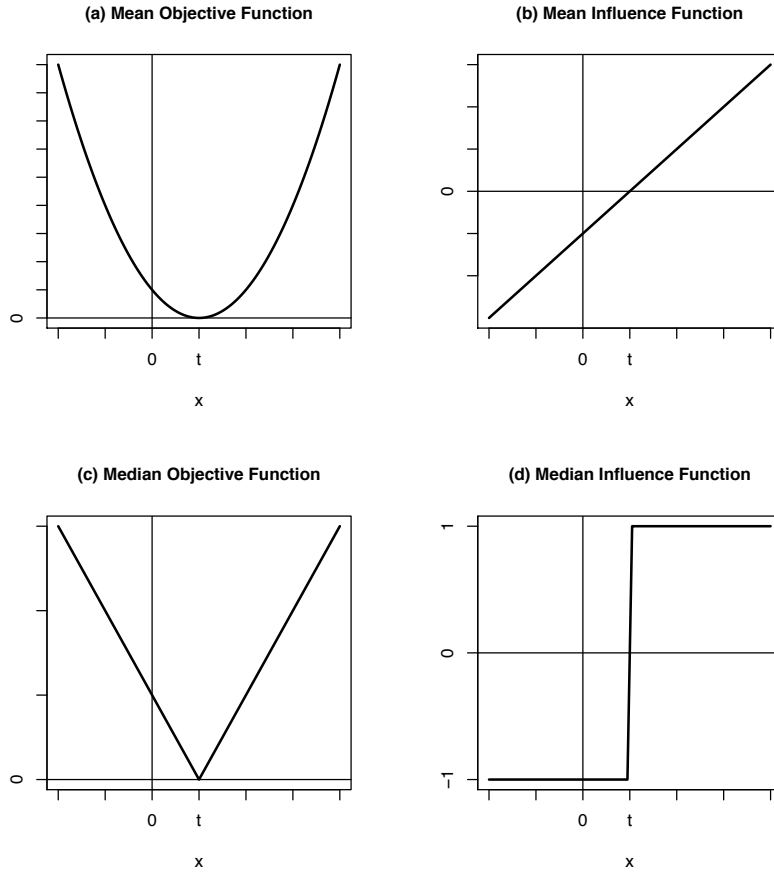 (a) Mean Objective Function
0
0 t
x
(b) Mean Influence Function
0
0 t
x
(c) Median Objective Function
0
0 t
x
(d) Median Influence Function
1
0
−1
0 t
x